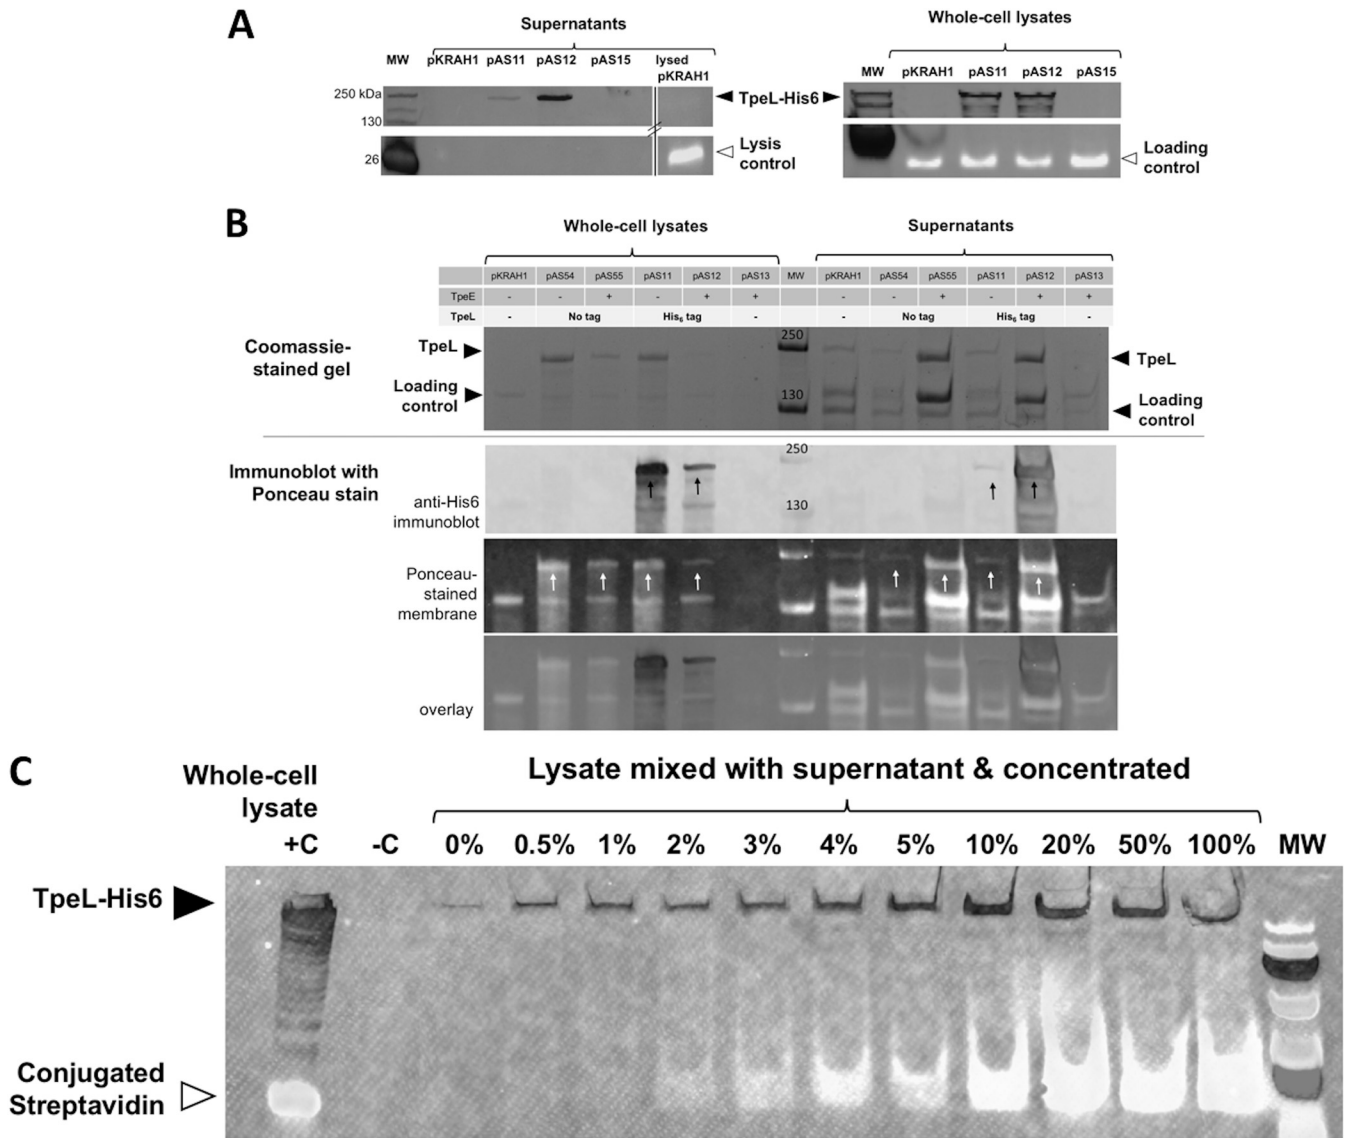 A
Supernatants
MW pKRAH1 pAS11 pAS12 pAS15 lysed
pKRAH1
250 kDa
130
26
TpeL-His6
Lysis
control
Whole-cell lysates
MW pKRAH1 pAS11 pAS12 pAS15
Loading
control
B
Whole-cell lysates Supernatants
pKRAH1 pAS54 pAS55 pAS11 pAS12 pAS13 MW pKRAH1 pAS54 pAS55 pAS11 pAS12 pAS13
TpeE - - + - + + - - + - + +
TpeL - No tag His6 tag - - No tag His6 tag -
Coomassie-
stained gel
TpeL
Loading
control
250
130
TpeL
Loading
control
Immunoblot with
Ponceau stain
anti-His6
immunoblot
250
130
Ponceau-
stained
membrane
overlay
C
Whole-cell
lysate
Lysate mixed with supernatant & concentrated
+C -C 0% 0.5% 1% 2% 3% 4% 5% 10% 20% 50% 100% MW
TpeL-His6
Conjugated
Streptavidin